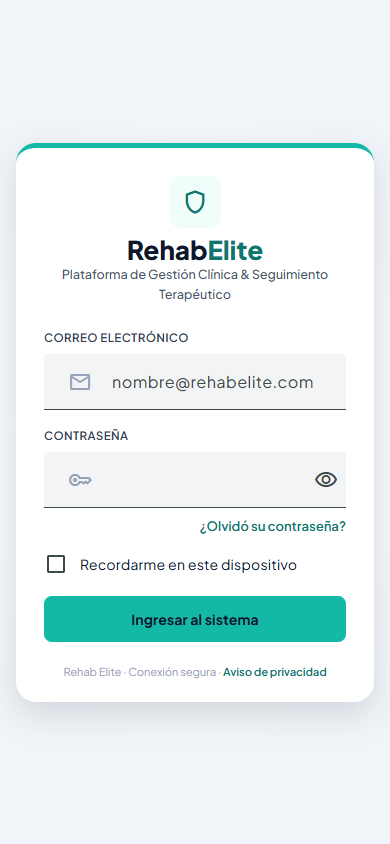 RehabElite
Plataforma de Gestión Clínica & Seguimiento
Terapéutico
CORREO ELECTRÓNICO
nombre@rehabelite.com
CONTRASEÑA
¿Olvidó su contraseña?
Recordarme en este dispositivo
Ingresar al sistema
Rehab Elite · Conexión segura · Aviso de privacidad